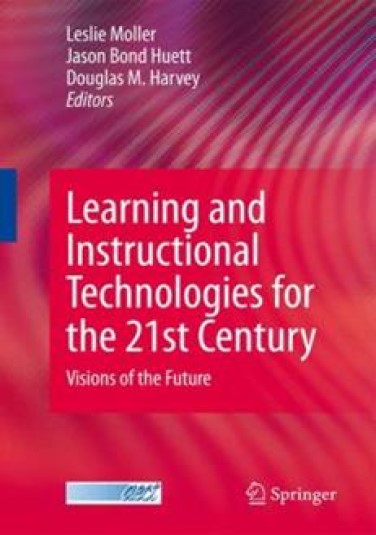 Leslie Moller
Jason Bond Huett
Douglas M. Harvey
Editors
Learning and
Instructional
Technologies for
the 21st Century
Visions of the Future
Springer